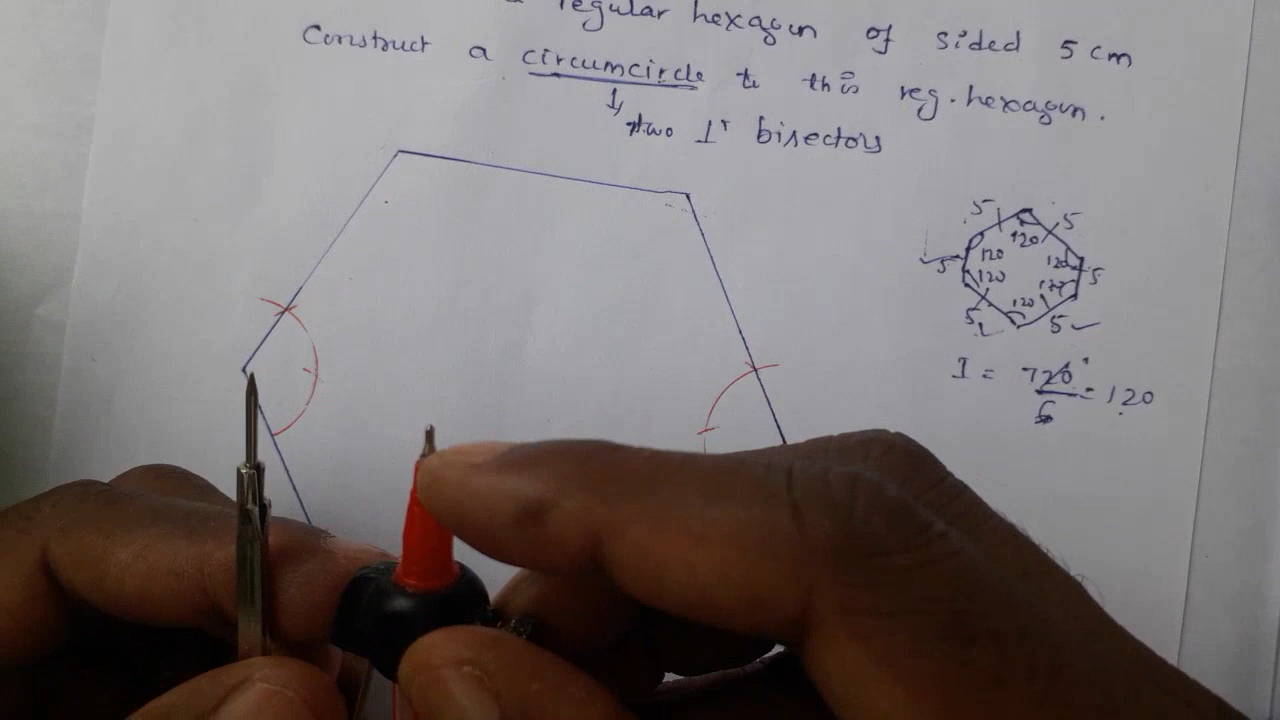 regular hexagon of sided 5 cm
Construct a circumcircle to this reg. hexagon.
two ⊥r bisectors
5 5
120
120 120
5 5
120 120
120
5 5
I = 720° / 6 = 120